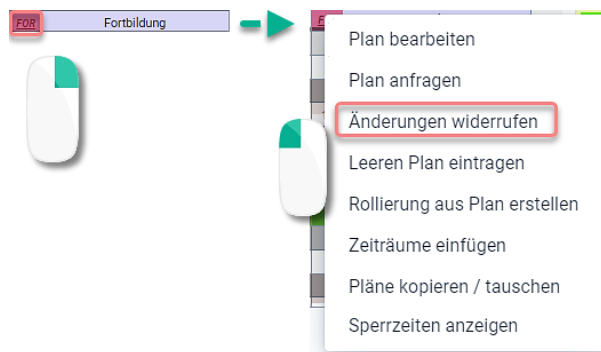 FOR Fortbildung
Plan bearbeiten
Plan anfragen
Änderungen widerrufen
Leeren Plan eintragen
Rollierung aus Plan erstellen
Zeiträume einfügen
Pläne kopieren / tauschen
Sperrzeiten anzeigen